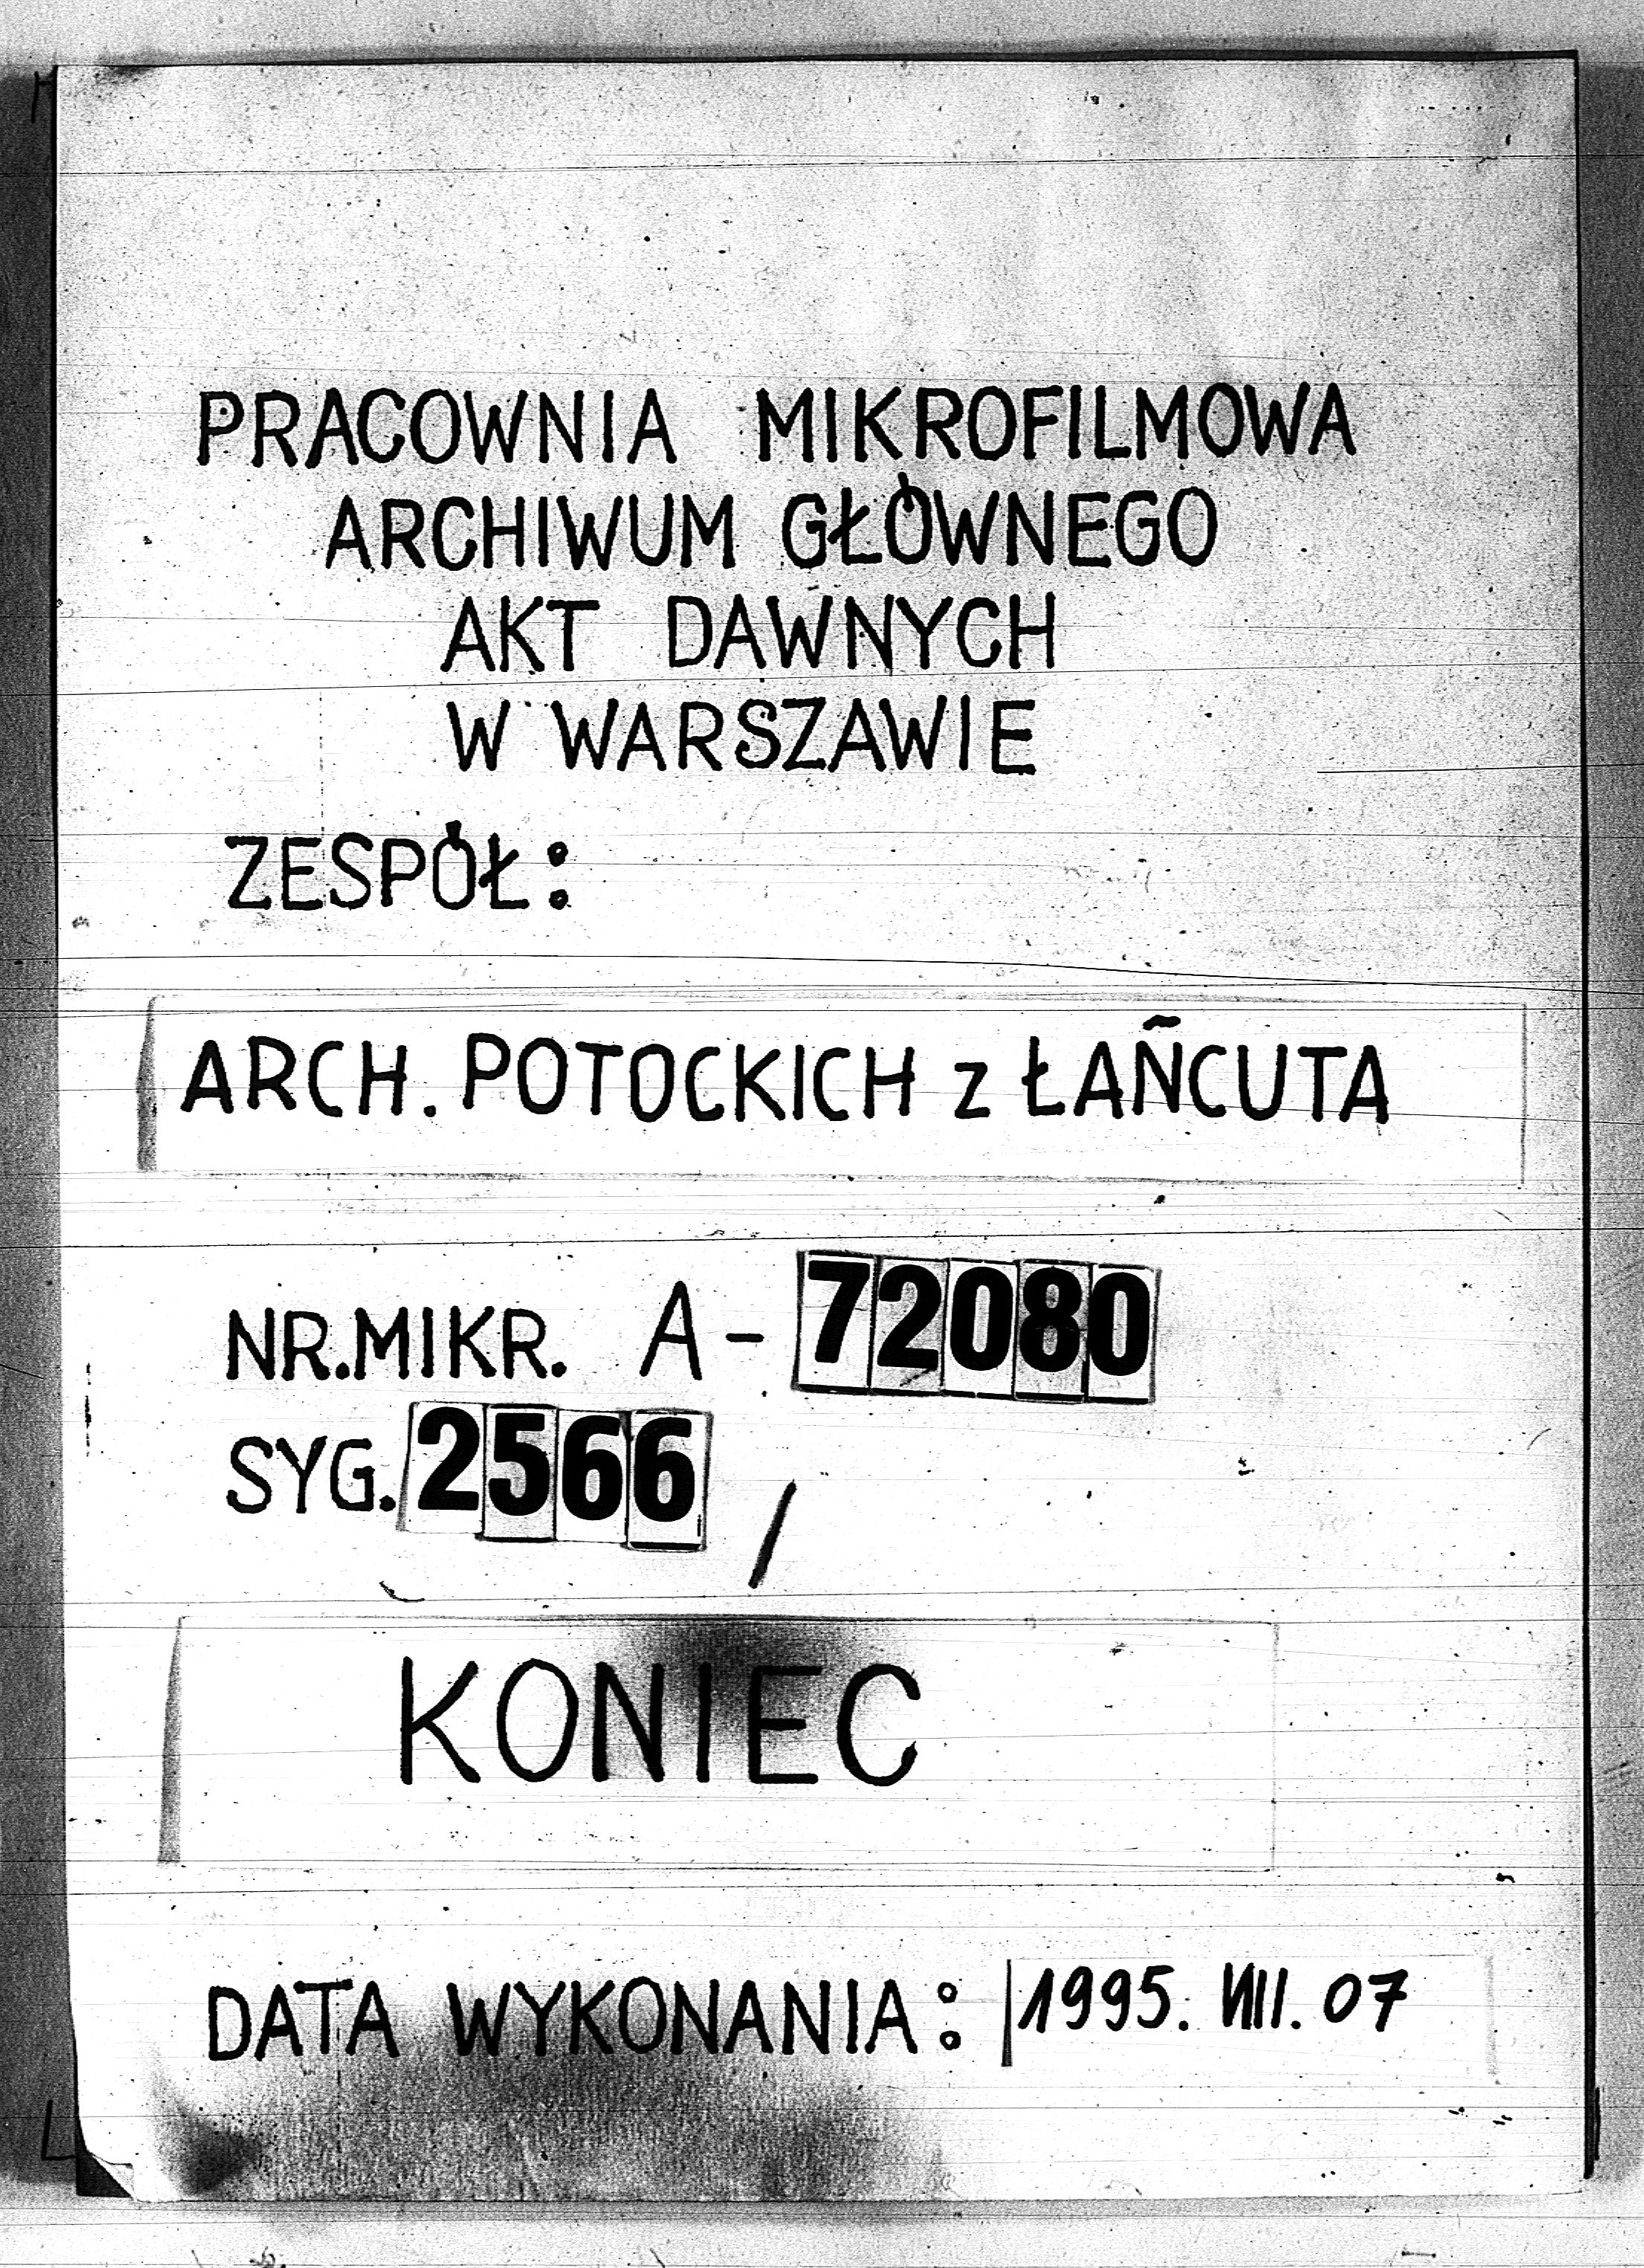 PRACOWNIA MIKROFILMOWA
ARCHIWUM GŁÓWNEGO
AKT DAWNYCH
W WARSZAWIE
ZESPÓŁ:
ARCH. POTOCKICH z ŁAŃCUTA
NR.MIKR. A-72080
SYG. 2566 /
KONIEC
DATA WYKONANIA: 1995. VIII. 07